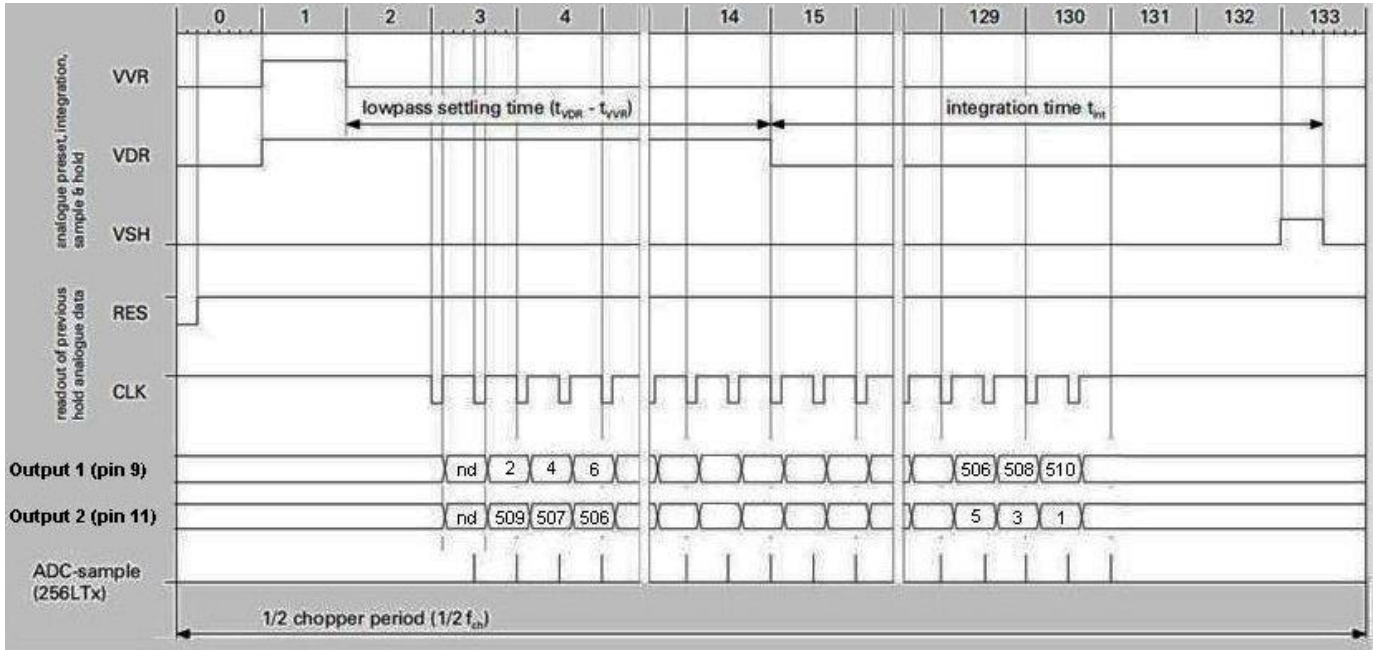 0 1 2 3 4 14 15 129 130 131 132 133
analogue preset, integration,
sample & hold
VVR
lowpass settling time (tVDR - tVVR)
integration time tint
VDR
VSH
readout of previous
hold analogue data
RES
CLK
Output 1 (pin 9) nd 2 4 6 506 508 510
Output 2 (pin 11) nd 509 507 506 5 3 1
ADC-sample
(256LTx)
1/2 chopper period (1/2 fch)